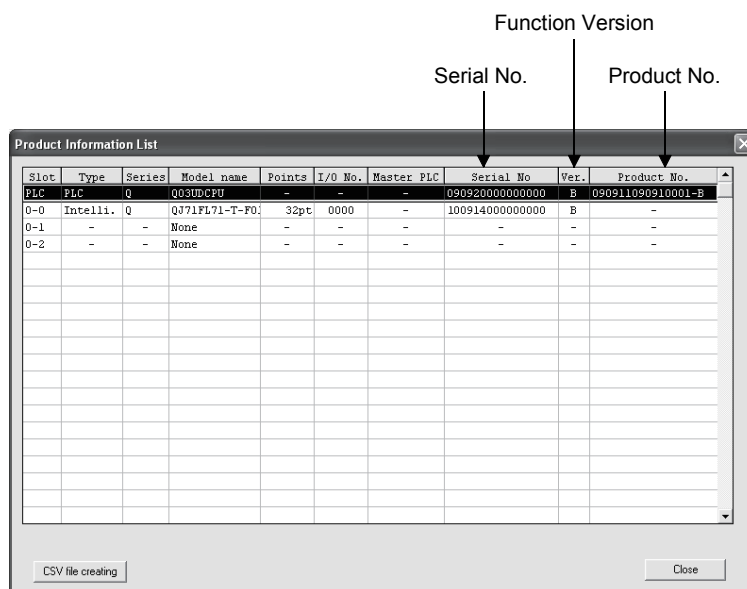 Function Version
Serial No. Product No.
Product Information List
Slot Type Series Model name Points I/O No. Master PLC Serial No Ver. Product No.
PLC PLC Q Q03UDCPU - - - 090920000000000 B 090911090910001-B
0-0 Intelli. Q QJ71FL71-T-F0 32pt 0000 - 100914000000000 B -
0-1 - - None - - - - - -
0-2 - - None - - - - - -
CSV file creating Close